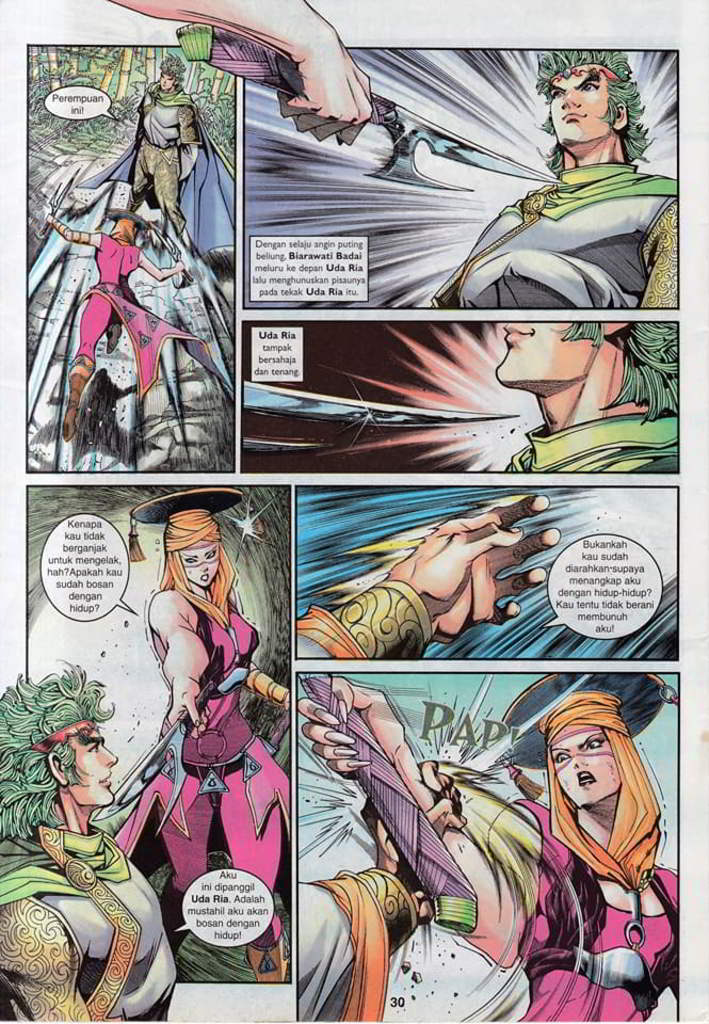 Perempuan
ini!
Dengan selaju angin puting
beliung, Biarawati Badai
meluru ke depan Uda Ria
lalu menghunuskan pisaunya
pada tekak Uda Ria itu.
Uda Ria
tampak
bersahaja
dan tenang.
Kenapa
kau tidak
berganjak
untuk mengelak,
hah?Apakah kau
sudah bosan
dengan
hidup?
Aku
ini dipanggil
Uda Ria. Adalah
mustahil aku akan
bosan dengan
hidup!
Bukankah
kau sudah
diarahkan-supaya
menangkap aku
dengan hidup-hidup?
Kau tentu tidak berani
membunuh
aku!
PAP!
30